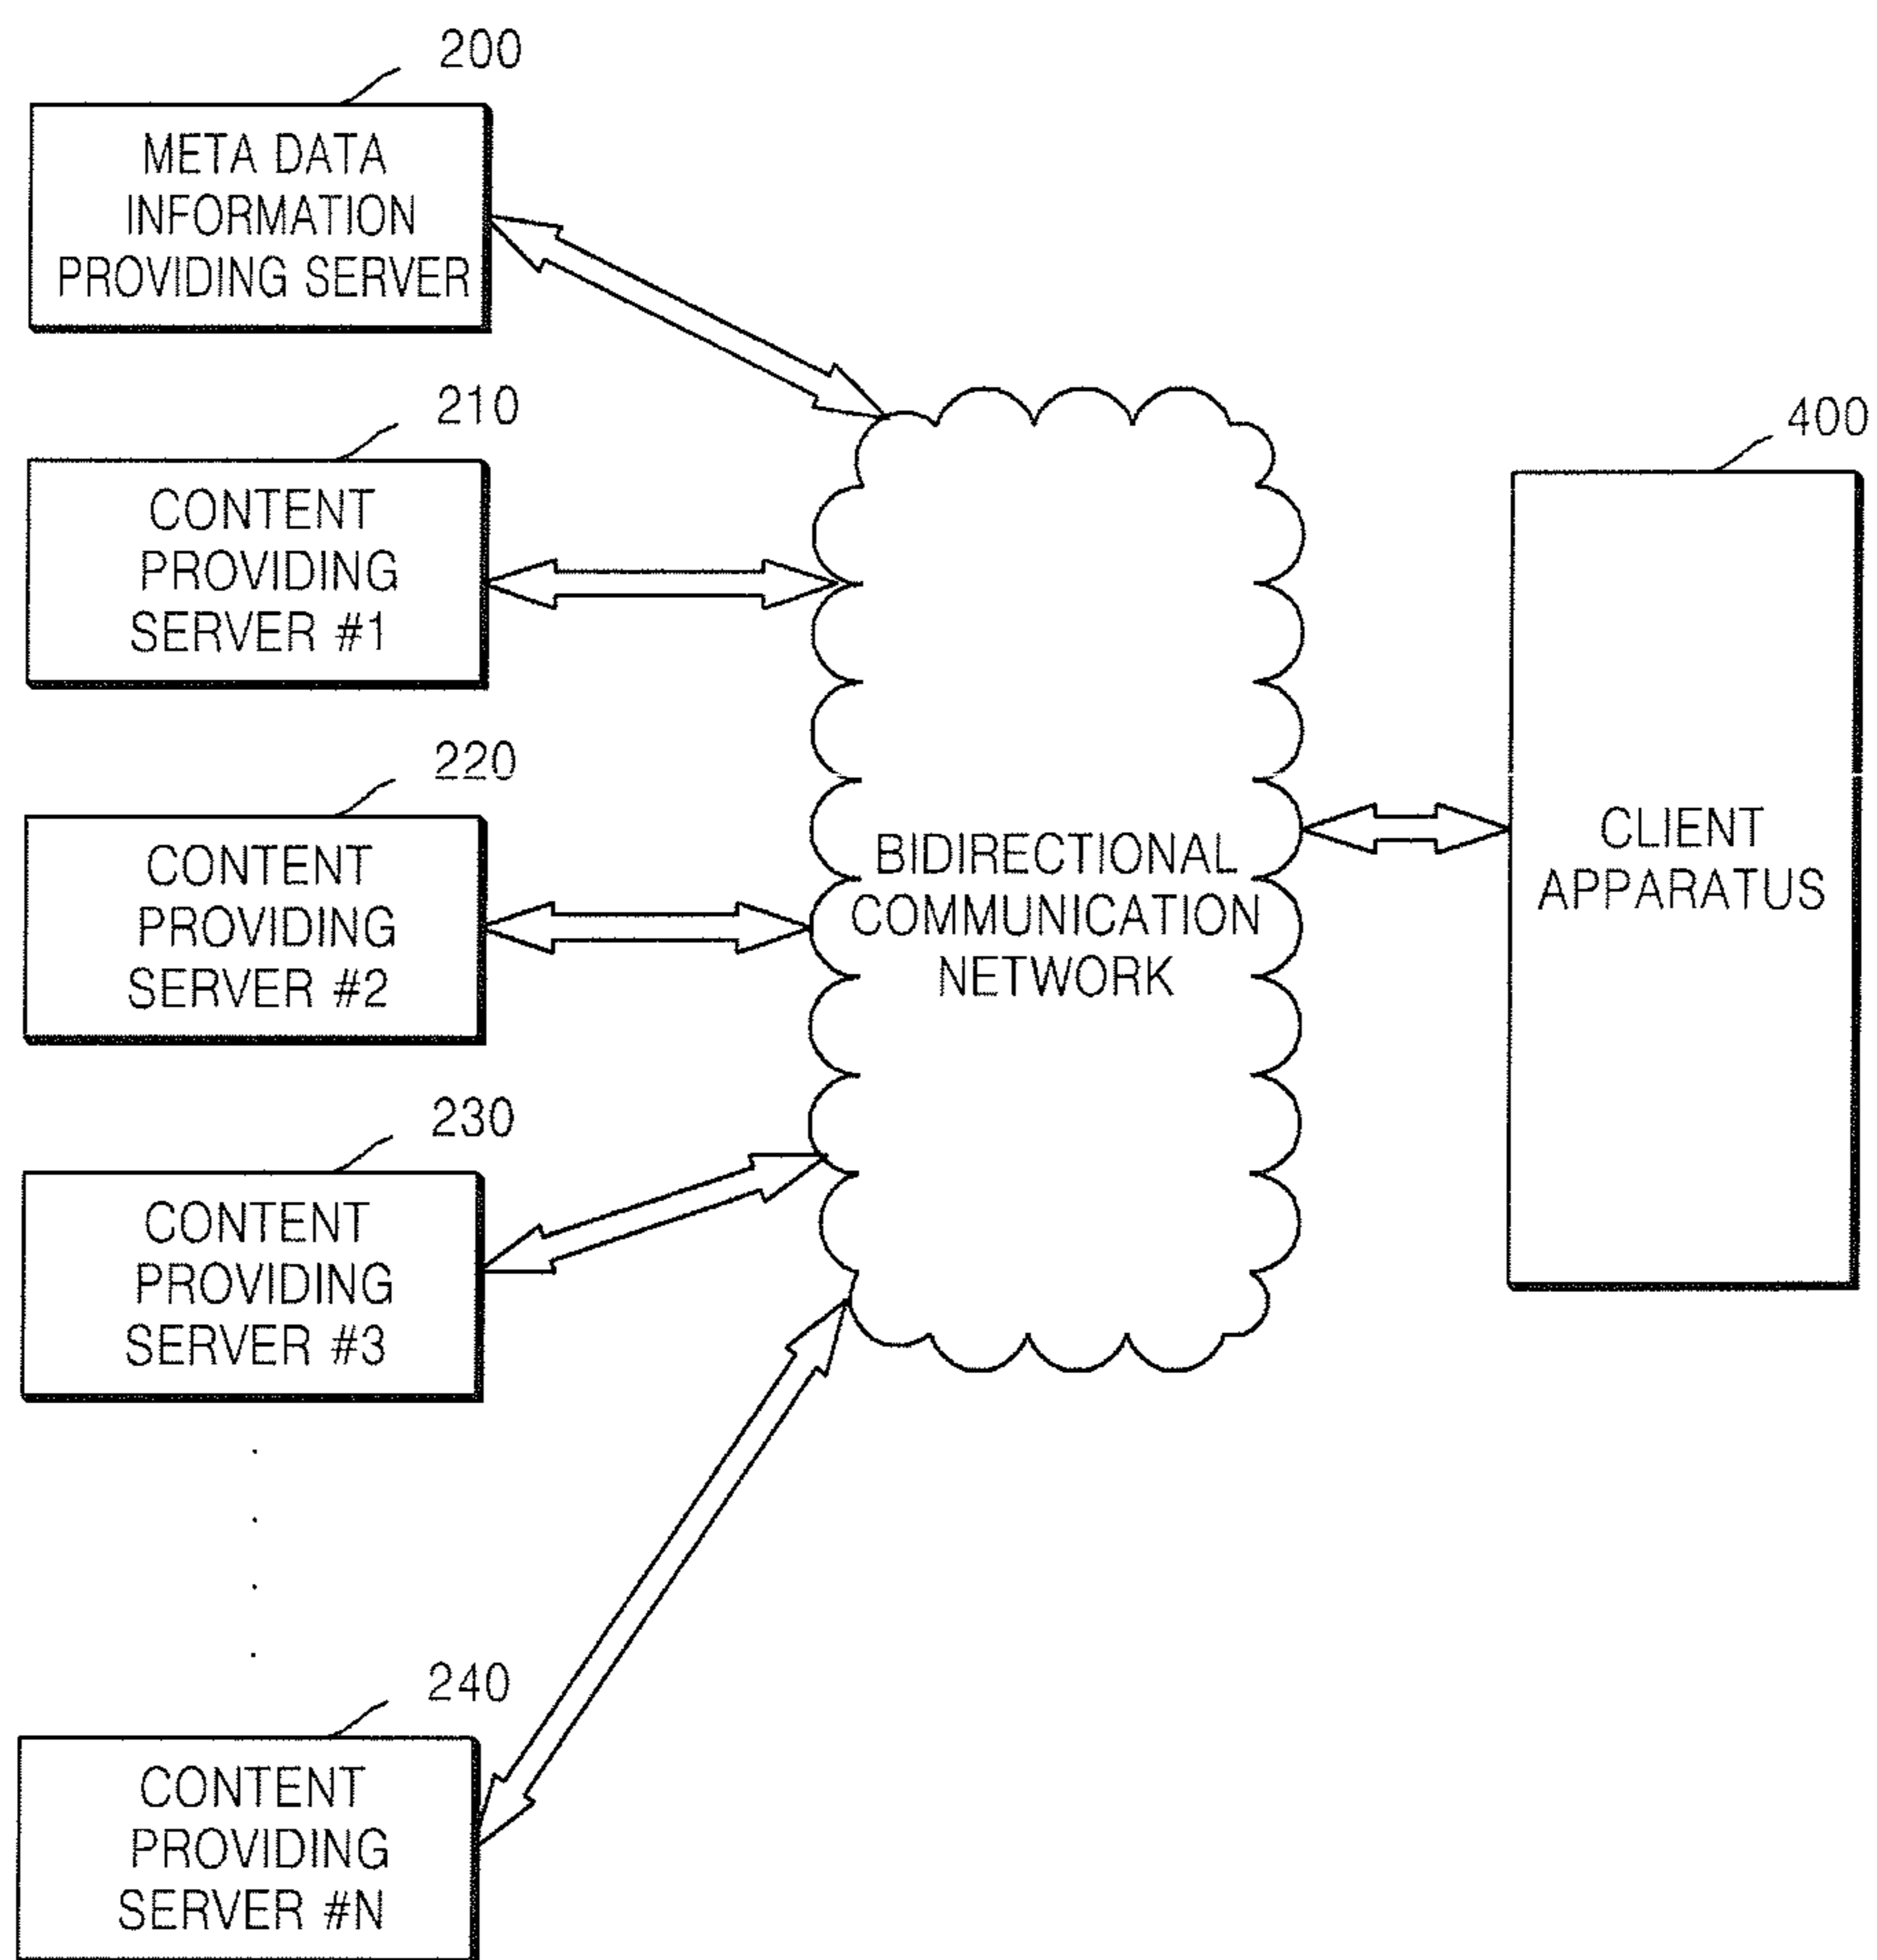 200
META DATA
INFORMATION
PROVIDING SERVER
210
CONTENT
PROVIDING
SERVER #1
220
CONTENT
PROVIDING
SERVER #2
230
CONTENT
PROVIDING
SERVER #3
240
CONTENT
PROVIDING
SERVER #N
BIDIRECTIONAL
COMMUNICATION
NETWORK
400
CLIENT
APPARATUS